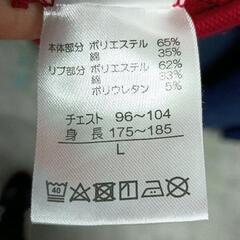 本体部分 ポリエステル 65%
綿 35%
リブ部分 ポリエステル 62%
綿 33%
ポリウレタン 5%
チェスト 96〜104
身長 175〜185
L
40